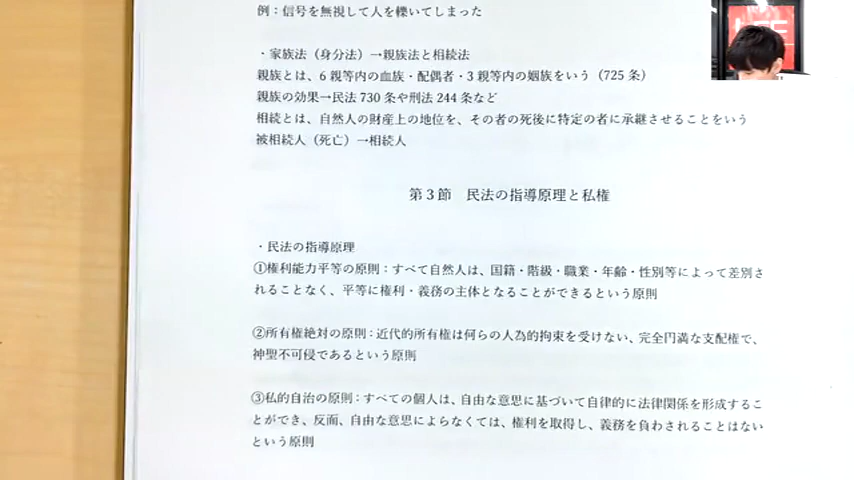 例：信号を無視して人を轢いてしまった
・家族法（身分法）→親族法と相続法
親族とは、6 親等内の血族・配偶者・3 親等内の姻族をいう（725 条）
親族の効果→民法 730 条や刑法 244 条など
相続とは、自然人の財産上の地位を、その者の死後に特定の者に承継させることをいう
被相続人（死亡）→相続人
第 3 節　民法の指導原理と私権
・民法の指導原理
①権利能力平等の原則：すべて自然人は、国籍・階級・職業・年齢・性別等によって差別さ
れることなく、平等に権利・義務の主体となることができるという原則
②所有権絶対の原則：近代的所有権は何らの人為的拘束を受けない、完全円満な支配権で、
神聖不可侵であるという原則
③私的自治の原則：すべての個人は、自由な意思に基づいて自律的に法律関係を形成するこ
とができ、反面、自由な意思によらなくては、権利を取得し、義務を負わされることはない
という原則